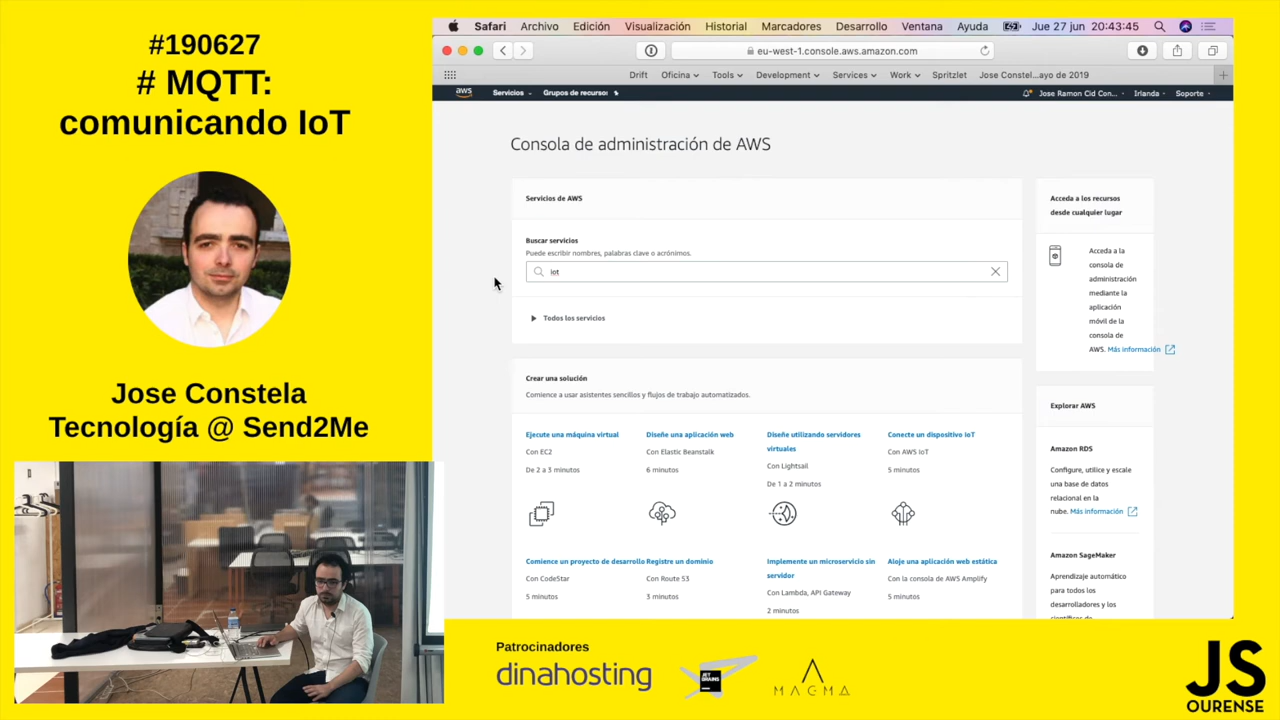 #190627
# MQTT:
comunicando IoT
Jose Constela
Tecnología @ Send2Me
Safari Archivo Edición Visualización Historial Marcadores Desarrollo Ventana Ayuda Jue 27 jun 20:43:45
eu-west-1.console.aws.amazon.com
Drift Oficina Tools Development Services Work Spritzlet Jose Constel...ayo de 2019
aws Servicios Grupos de recursos Jose Ramon Cid Con... Irlanda Soporte
Consola de administración de AWS
Servicios de AWS
Buscar servicios
Puede escribir nombres, palabras clave o acrónimos.
iot
Todos los servicios
Crear una solución
Comience a usar asistentes sencillos y flujos de trabajo automatizados.
Ejecute una máquina virtual
Con EC2
De 2 a 3 minutos
Diseñe una aplicación web
Con Elastic Beanstalk
6 minutos
Diseñe utilizando servidores
virtuales
Con Lightsail
De 1 a 2 minutos
Conecte un dispositivo IoT
Con AWS IoT
5 minutos
Comience un proyecto de desarrollo
Con CodeStar
5 minutos
Registre un dominio
Con Route 53
3 minutos
Implemente un microservicio sin
servidor
Con Lambda, API Gateway
2 minutos
Aloje una aplicación web estática
Con la consola de AWS Amplify
5 minutos
Acceda a los recursos
desde cualquier lugar
Acceda a la
consola de
administración
mediante la
aplicación
móvil de la
consola de
AWS. Más información
Explorar AWS
Amazon RDS
Configure, utilice y escale
una base de datos
relacional en la
nube. Más información
Amazon SageMaker
Aprendizaje automático
para todos los
desarrolladores y los
científicos de
Patrocinadores
dinahosting
JET
BRAINS
MAGMA
JS
OURENSE